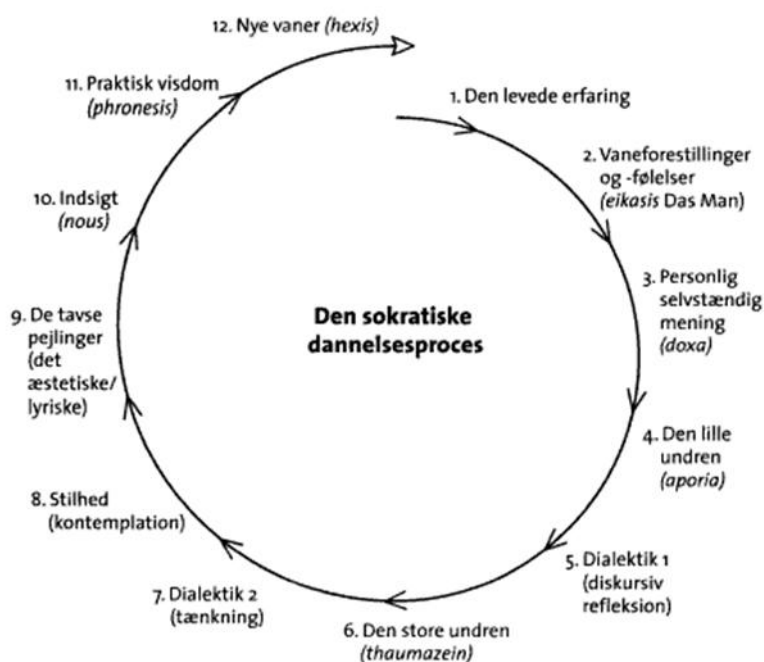 12. Nye vaner (hexis)
11. Praktisk visdom
(phronesis)
1. Den levede erfaring
2. Vaneforestillinger
og -følelser
(eikasis Das Man)
10. Indsigt
(nous)
3. Personlig
selvstændig
mening
(doxa)
9. De tavse
pejlinger
(det
æstetiske/
lyriske)
Den sokratiske
dannelsesproces
4. Den lille
undren
(aporia)
8. Stilhed
(kontemplation)
5. Dialektik 1
(diskursiv
refleksion)
7. Dialektik 2
(tænkning)
6. Den store undren
(thaumazein)